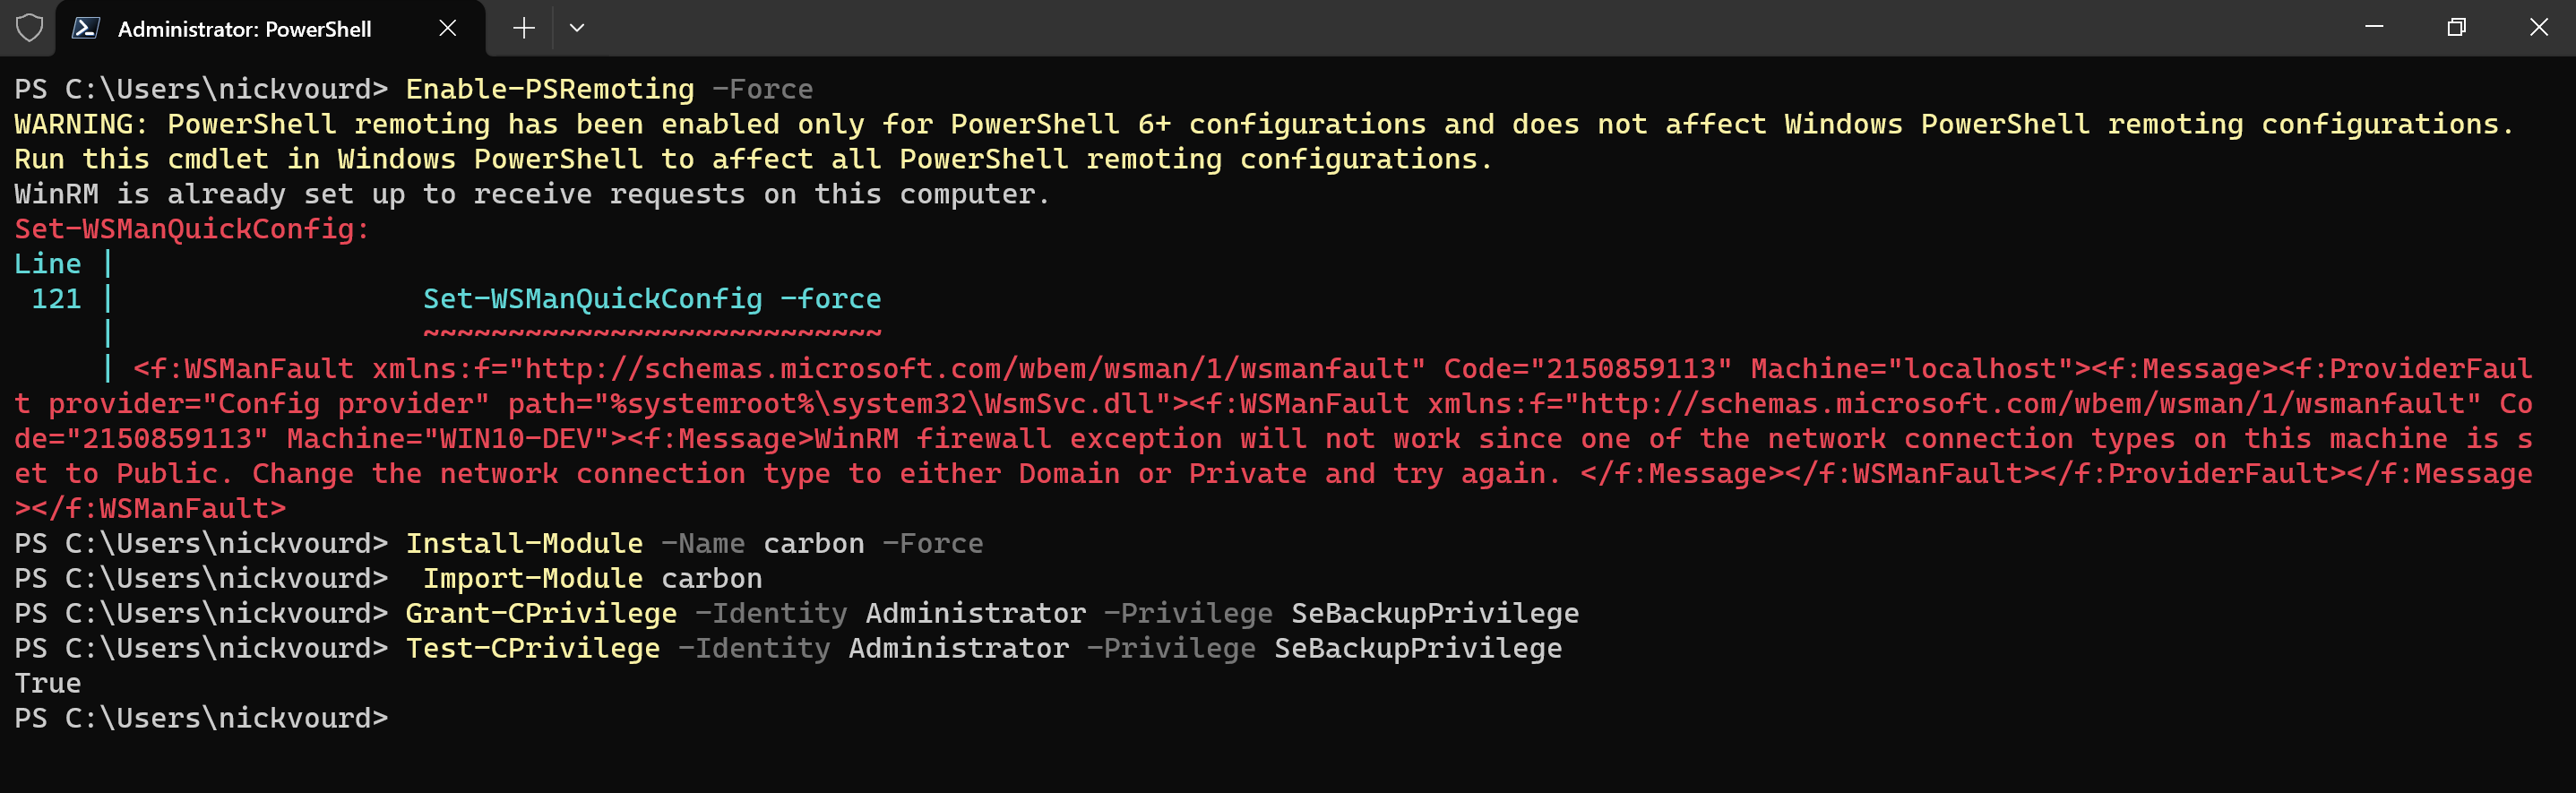 Administrator: PowerShell
PS C:\Users\nickvourd> Enable-PSRemoting -Force
WARNING: PowerShell remoting has been enabled only for PowerShell 6+ configurations and does not affect Windows PowerShell remoting configurations.
Run this cmdlet in Windows PowerShell to affect all PowerShell remoting configurations.
WinRM is already set up to receive requests on this computer.
Set-WSManQuickConfig:
Line |
 121 |                  Set-WSManQuickConfig -force
     |                  ~~~~~~~~~~~~~~~~~~~~~~~~~~~
     | <f:WSManFault xmlns:f="http://schemas.microsoft.com/wbem/wsman/1/wsmanfault" Code="2150859113" Machine="localhost"><f:Message><f:ProviderFaul
t provider="Config provider" path="%systemroot%\system32\WsmSvc.dll"><f:WSManFault xmlns:f="http://schemas.microsoft.com/wbem/wsman/1/wsmanfault" Co
de="2150859113" Machine="WIN10-DEV"><f:Message>WinRM firewall exception will not work since one of the network connection types on this machine is s
et to Public. Change the network connection type to either Domain or Private and try again. </f:Message></f:WSManFault></f:ProviderFault></f:Message
></f:WSManFault>
PS C:\Users\nickvourd> Install-Module -Name carbon -Force
PS C:\Users\nickvourd>  Import-Module carbon
PS C:\Users\nickvourd> Grant-CPrivilege -Identity Administrator -Privilege SeBackupPrivilege
PS C:\Users\nickvourd> Test-CPrivilege -Identity Administrator -Privilege SeBackupPrivilege
True
PS C:\Users\nickvourd>